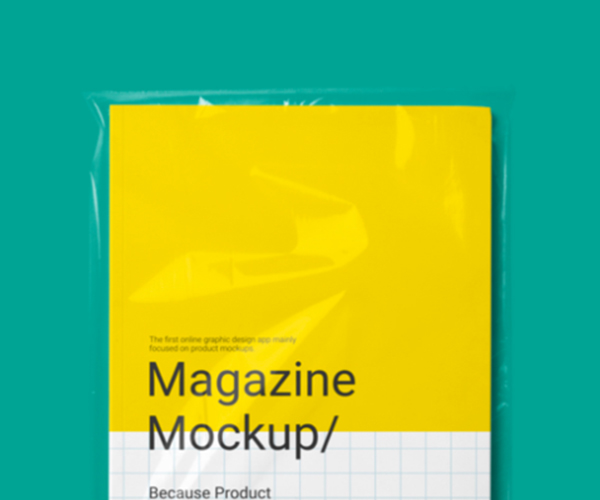 The first online graphic design app mainly
focused on product mockups.
Magazine
Mockup/
Because Product